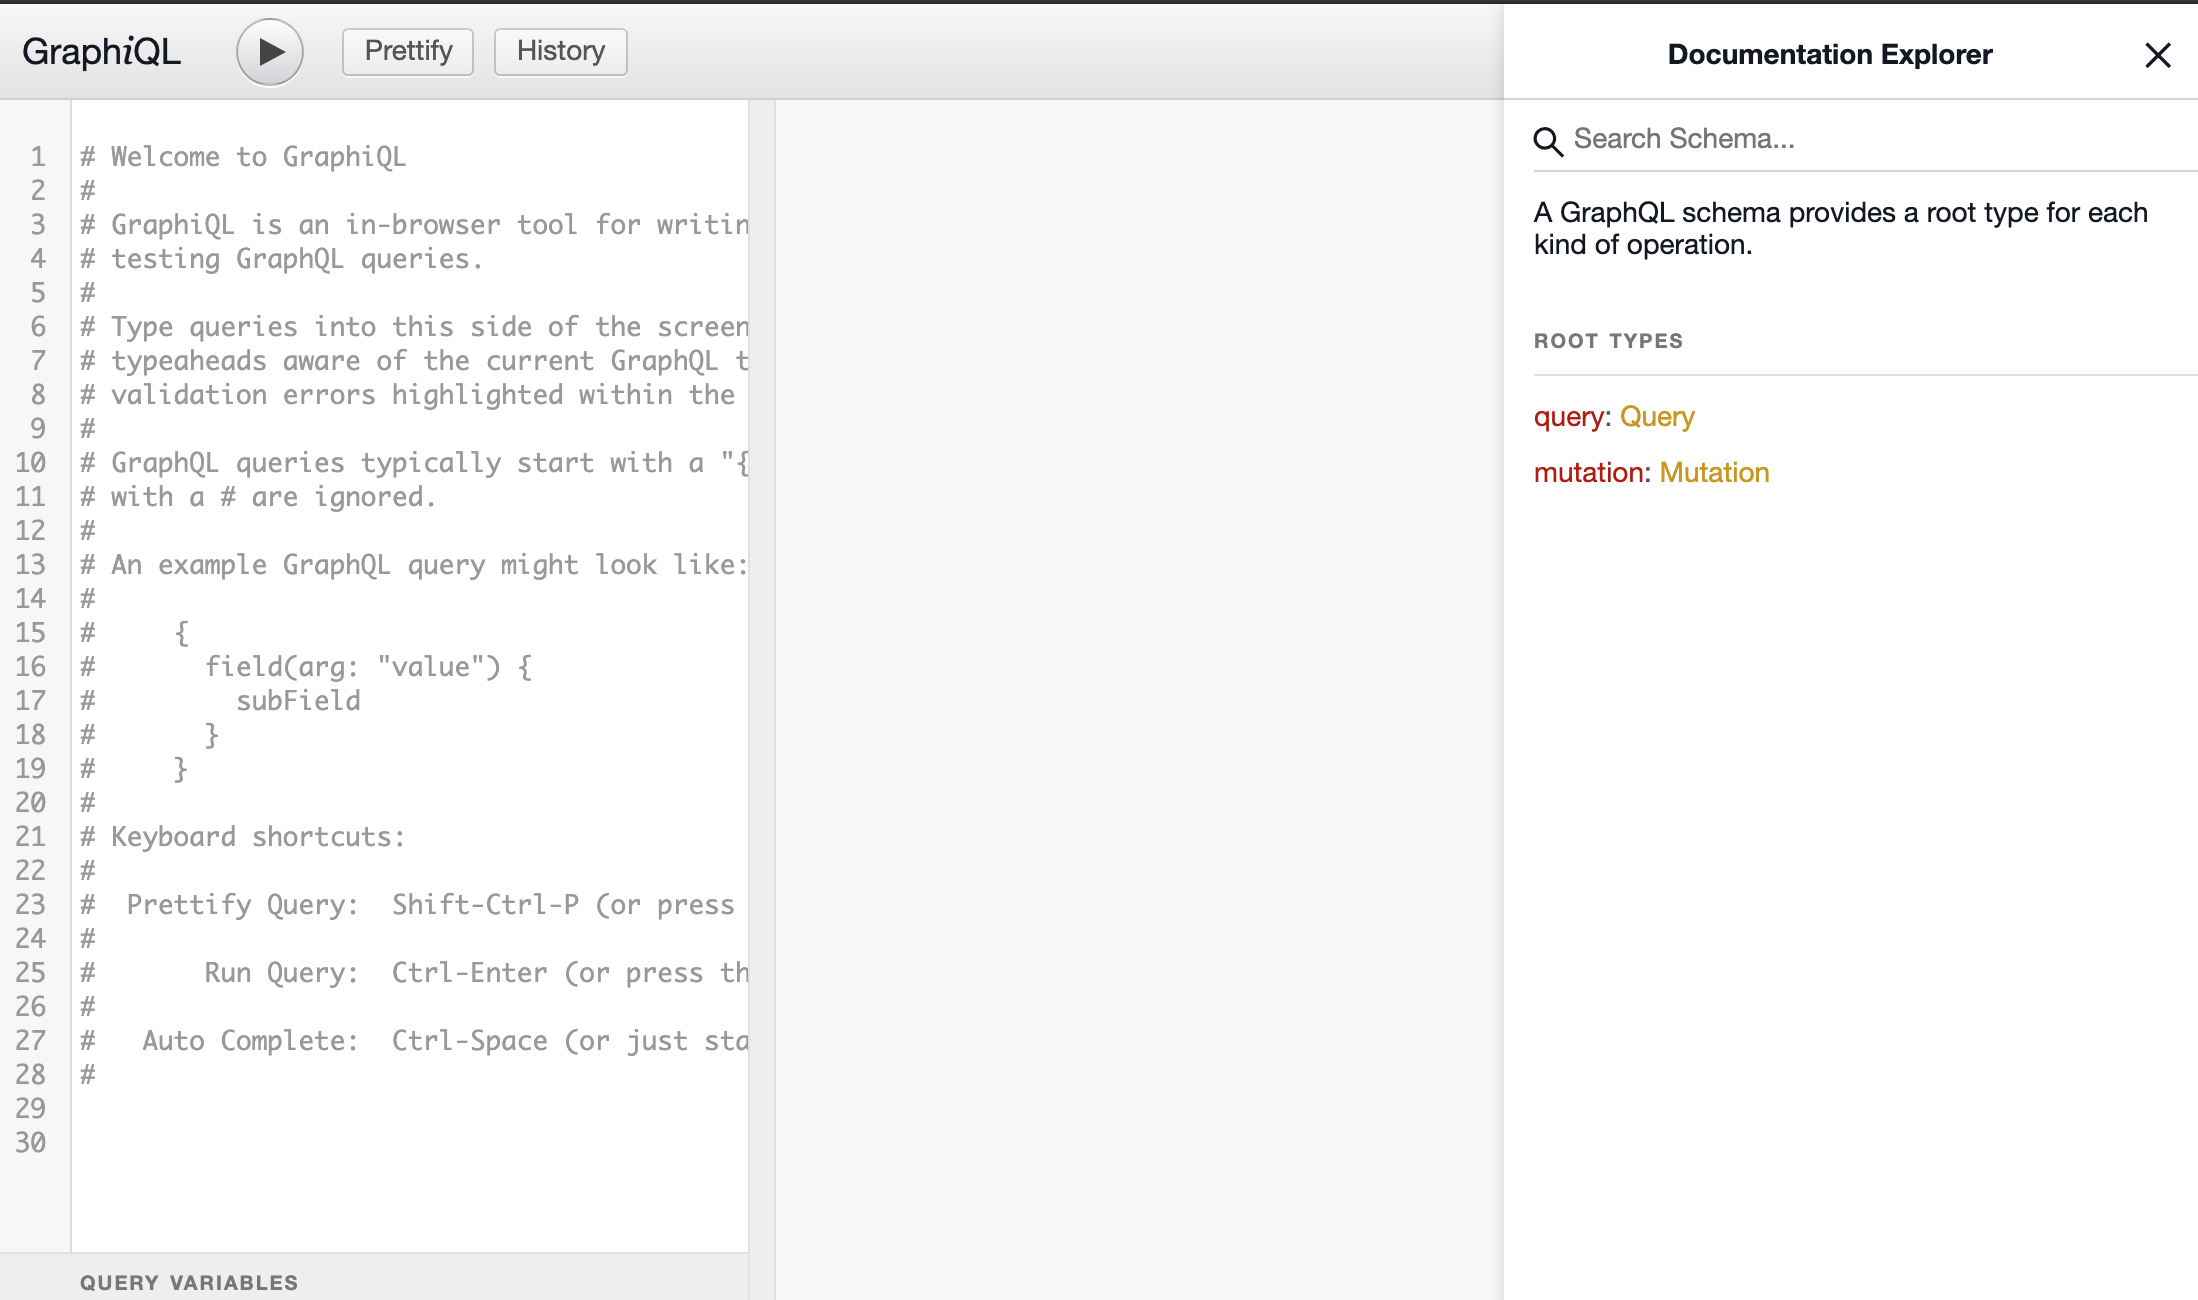 GraphiQL
Prettify
History
1 # Welcome to GraphiQL
2 #
3 # GraphiQL is an in-browser tool for writin
4 # testing GraphQL queries.
5 #
6 # Type queries into this side of the screen
7 # typeaheads aware of the current GraphQL t
8 # validation errors highlighted within the
9 #
10 # GraphQL queries typically start with a "{
11 # with a # are ignored.
12 #
13 # An example GraphQL query might look like:
14 #
15 #     {
16 #       field(arg: "value") {
17 #         subField
18 #       }
19 #     }
20 #
21 # Keyboard shortcuts:
22 #
23 #  Prettify Query:  Shift-Ctrl-P (or press
24 #
25 #       Run Query:  Ctrl-Enter (or press th
26 #
27 #   Auto Complete:  Ctrl-Space (or just sta
28 #
29
30
QUERY VARIABLES
Documentation Explorer
Search Schema...
A GraphQL schema provides a root type for each
kind of operation.
ROOT TYPES
query: Query
mutation: Mutation